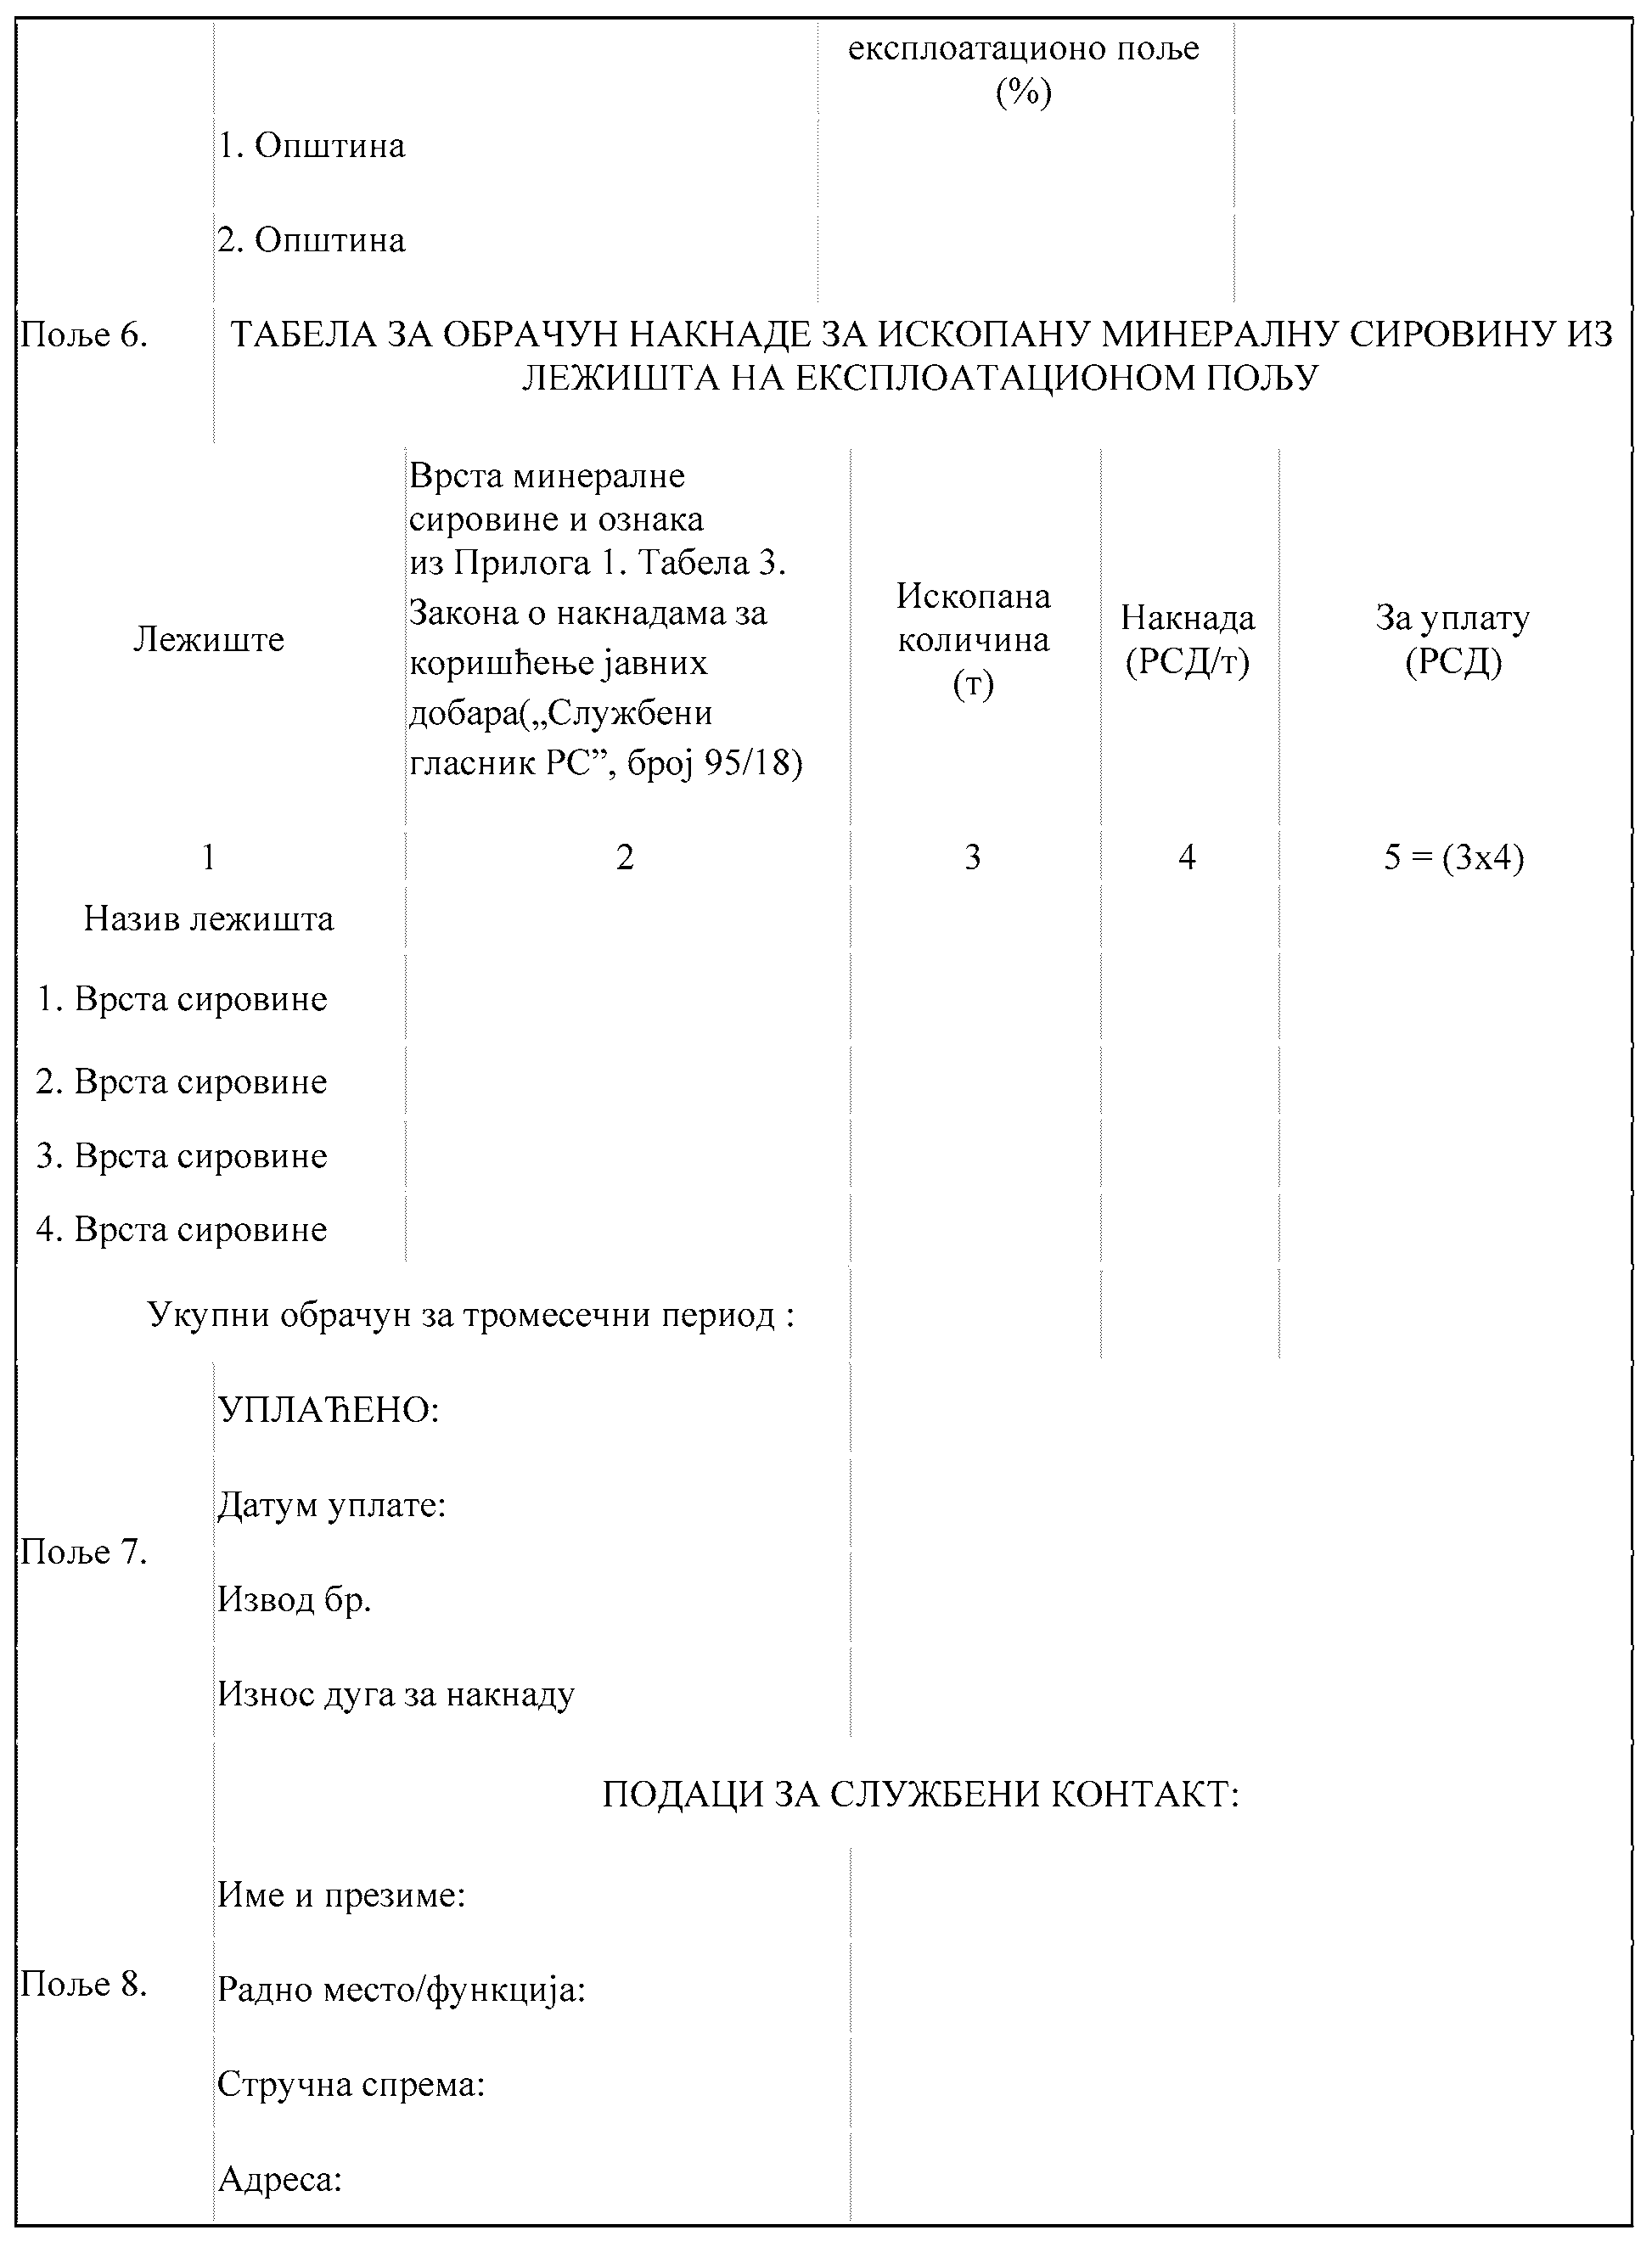 експлоатационо поље
(%)
1. Општина
2. Општина
Поље 6.
ТАБЕЛА ЗА ОБРАЧУН НАКНАДЕ ЗА ИСКОПАНУ МИНЕРАЛНУ СИРОВИНУ ИЗ
ЛЕЖИШТА НА ЕКСПЛОАТАЦИОНОМ ПОЉУ
Лежиште
Врста минералне
сировине и ознака
из Прилога 1. Табела 3.
Закона о накнадама за
коришћење јавних
добара(„Службени
гласник РС”, број 95/18)
Ископана
количина
(т)
Накнада
(РСД/т)
За уплату
(РСД)
1 2 3 4 5 = (3x4)
Назив лежишта
1. Врста сировине
2. Врста сировине
3. Врста сировине
4. Врста сировине
Укупни обрачун за тромесечни период :
Поље 7.
УПЛАЋЕНО:
Датум уплате:
Извод бр.
Износ дуга за накнаду
Поље 8.
ПОДАЦИ ЗА СЛУЖБЕНИ КОНТАКТ:
Име и презиме:
Радно место/функција:
Стручна спрема:
Адреса: